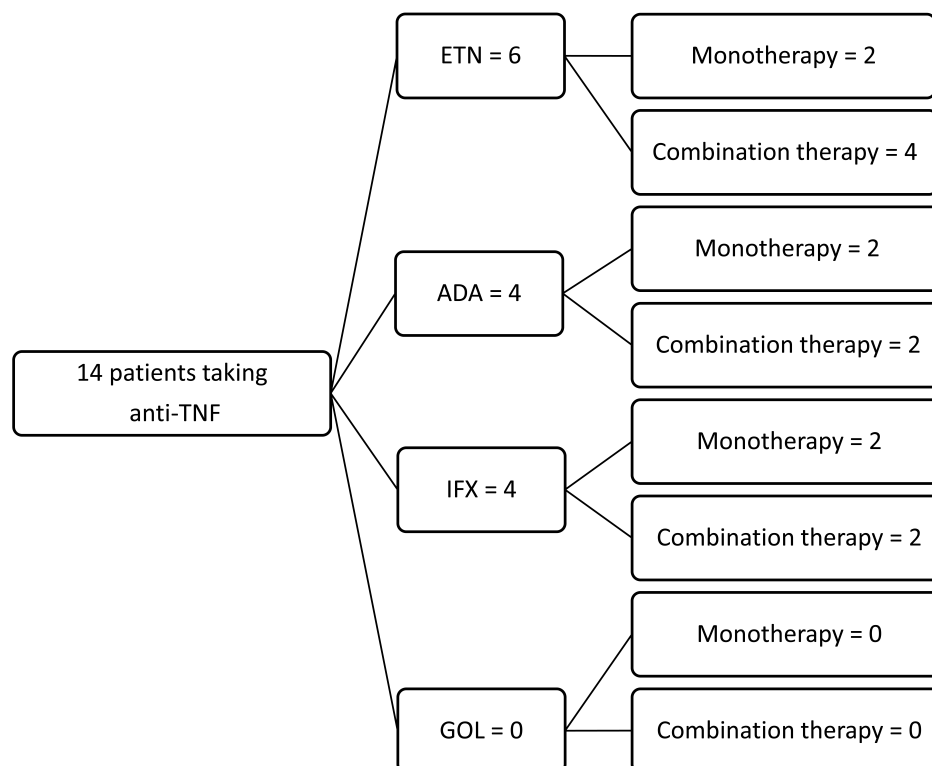 14 patients taking
anti-TNF
ETN = 6
Monotherapy = 2
Combination therapy = 4
ADA = 4
Monotherapy = 2
Combination therapy = 2
IFX = 4
Monotherapy = 2
Combination therapy = 2
GOL = 0
Monotherapy = 0
Combination therapy = 0